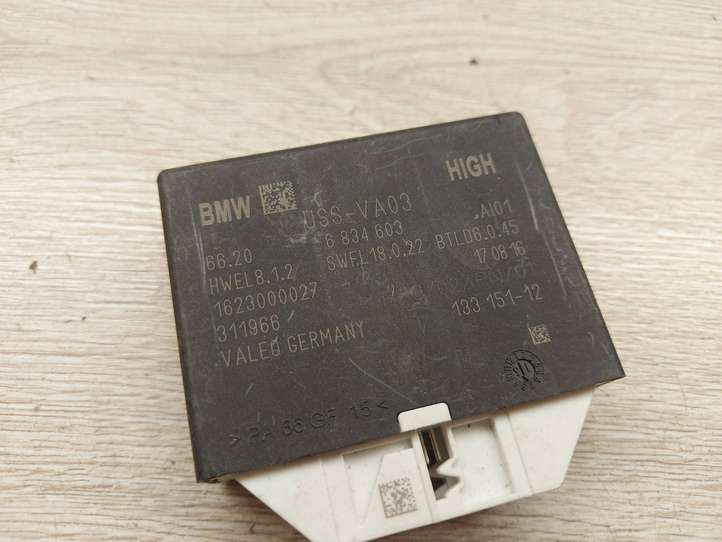 BMW USS-VA03 HIGH
66.20 6 834 603 AI01
HWEL8.1.2 SWFL18.0.22 BTLD6.0.45
1623000027 17.08.16
311966 133 151-12
VALEO GERMANY
>PA 66 GF 15<